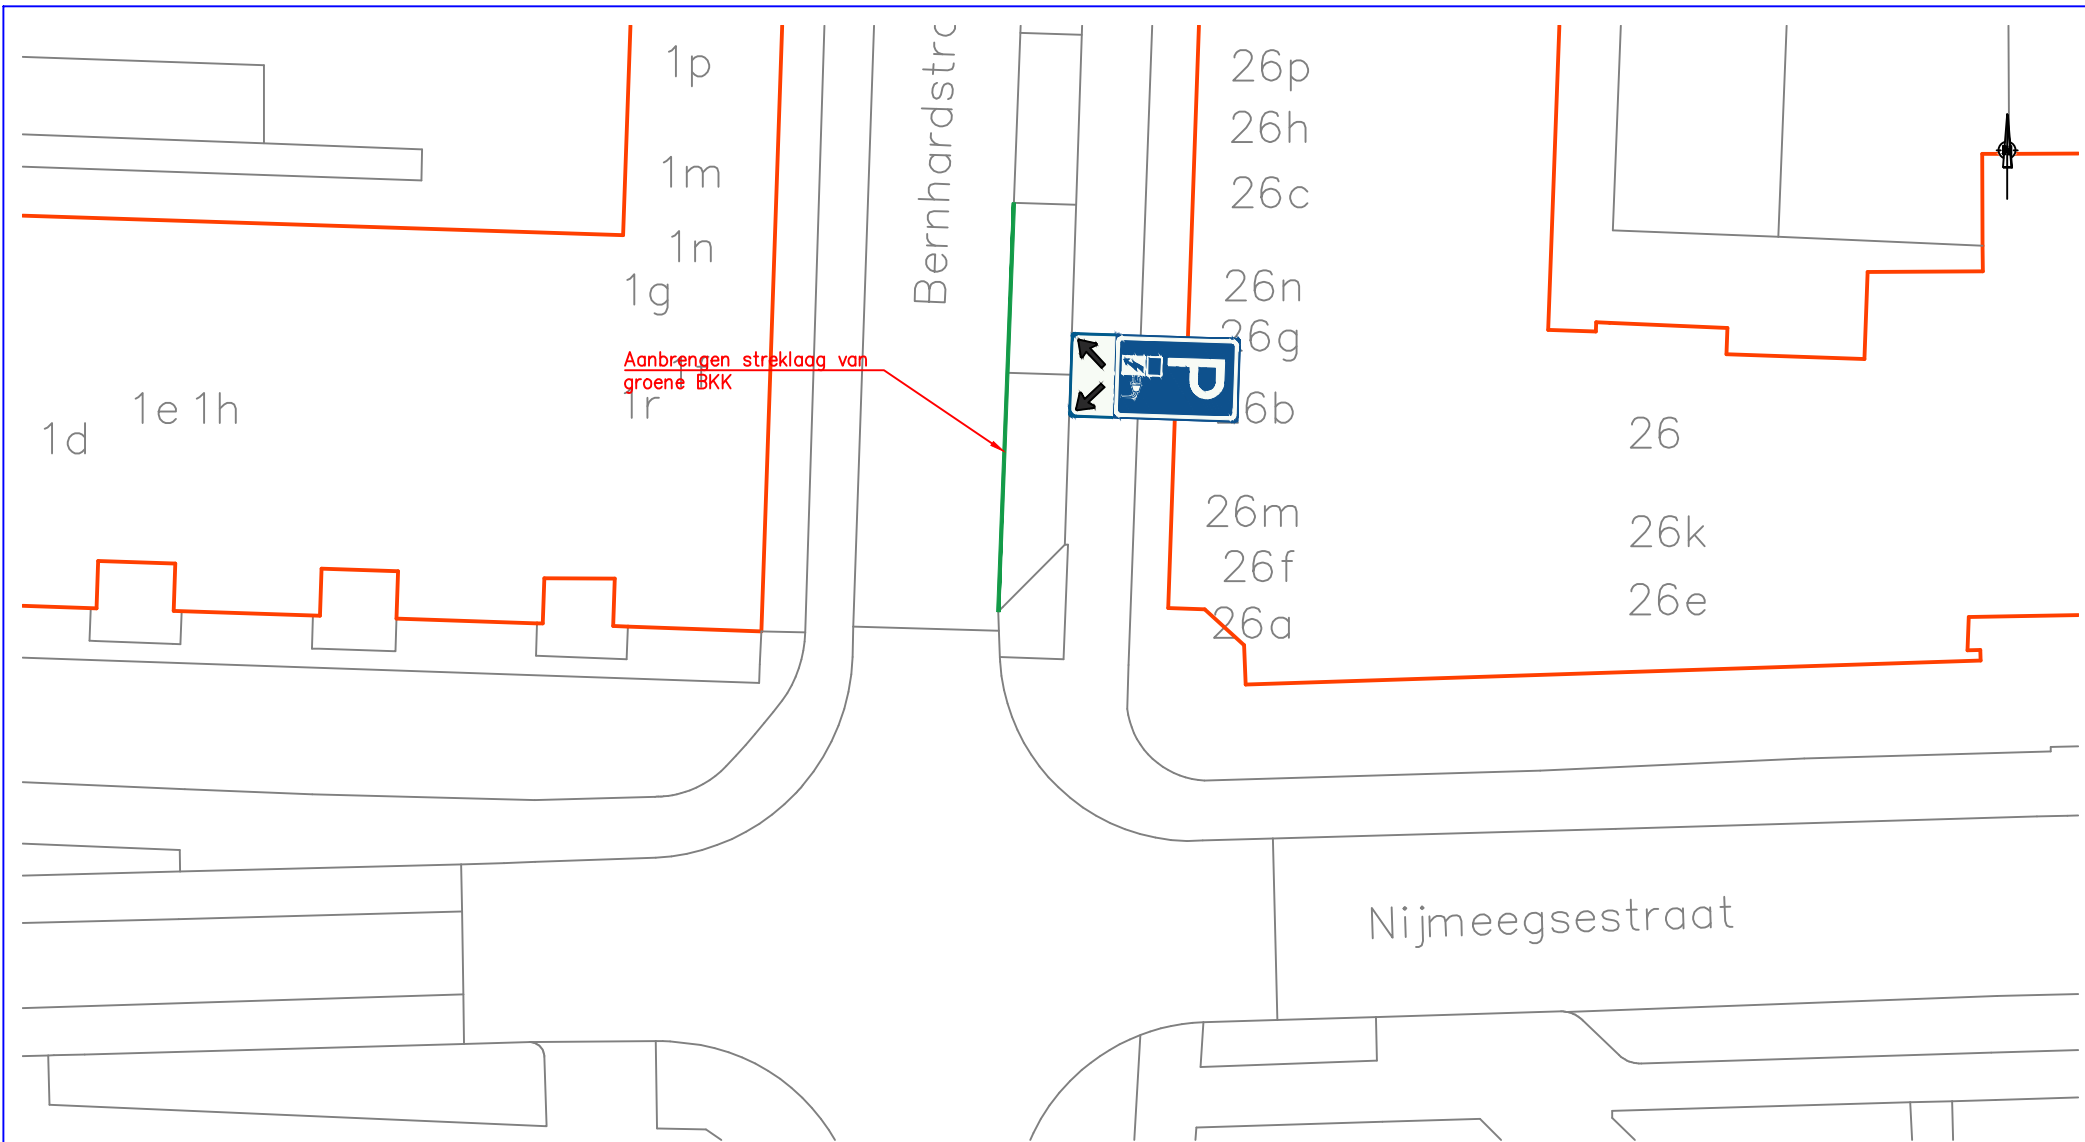 1p
1m
1n
1g
Aanbrengen streklaag van
groene BKK
1r
1e 1h
1d
26p
26h
26c
26n
26g
P
6b
26m
26f
26a
26
26k
26e
Nijmeegsestraat